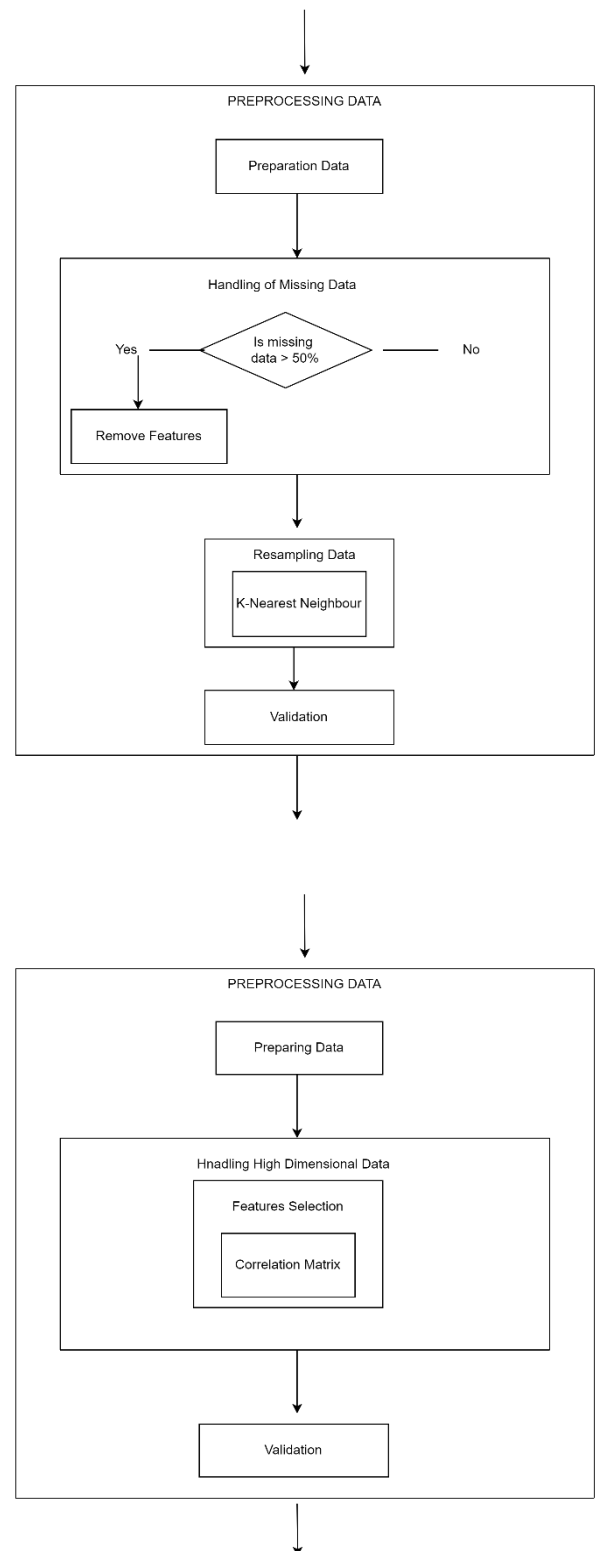 PREPROCESSING DATA
Preparation Data
Handling of Missing Data
Is missing
data > 50%
Yes
No
Remove Features
Resampling Data
K-Nearest Neighbour
Validation
PREPROCESSING DATA
Preparing Data
Hnadling High Dimensional Data
Features Selection
Correlation Matrix
Validation